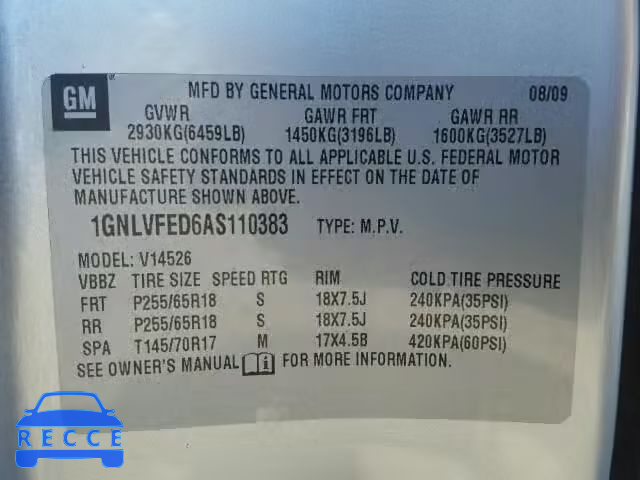 GM
MFD BY GENERAL MOTORS COMPANY 08/09
GVWR GAWR FRT GAWR RR
2930KG(6459LB) 1450KG(3196LB) 1600KG(3527LB)
THIS VEHICLE CONFORMS TO ALL APPLICABLE U.S. FEDERAL MOTOR
VEHICLE SAFETY STANDARDS IN EFFECT ON THE DATE OF
MANUFACTURE SHOWN ABOVE.
1GNLVFED6AS110383 TYPE: M.P.V.
MODEL: V14526
VBBZ TIRE SIZE SPEED RTG RIM COLD TIRE PRESSURE
FRT P255/65R18 S 18X7.5J 240KPA(35PSI)
RR P255/65R18 S 18X7.5J 240KPA(35PSI)
SPA T145/70R17 M 17X4.5B 420KPA(60PSI)
SEE OWNER'S MANUAL FOR MORE INFORMATION.
RECCE